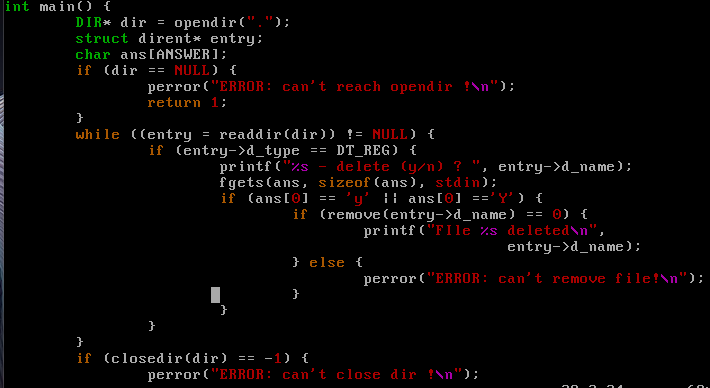 int main() {
DIR* dir = opendir(".");
struct dirent* entry;
char ans[ANSWER];
if (dir == NULL) {
perror("ERROR: can't reach opendir !\n");
return 1;
}
while ((entry = readdir(dir)) != NULL) {
if (entry->d_type == DT_REG) {
printf("%s - delete (y/n) ? ", entry->d_name);
fgets(ans, sizeof(ans), stdin);
if (ans[0] == 'y' || ans[0] =='Y') {
if (remove(entry->d_name) == 0) {
printf("FIle %s deleted\n",
entry->d_name);
} else {
perror("ERROR: can't remove file!\n");
}
}
}
}
if (closedir(dir) == -1) {
perror("ERROR: can't close dir !\n");